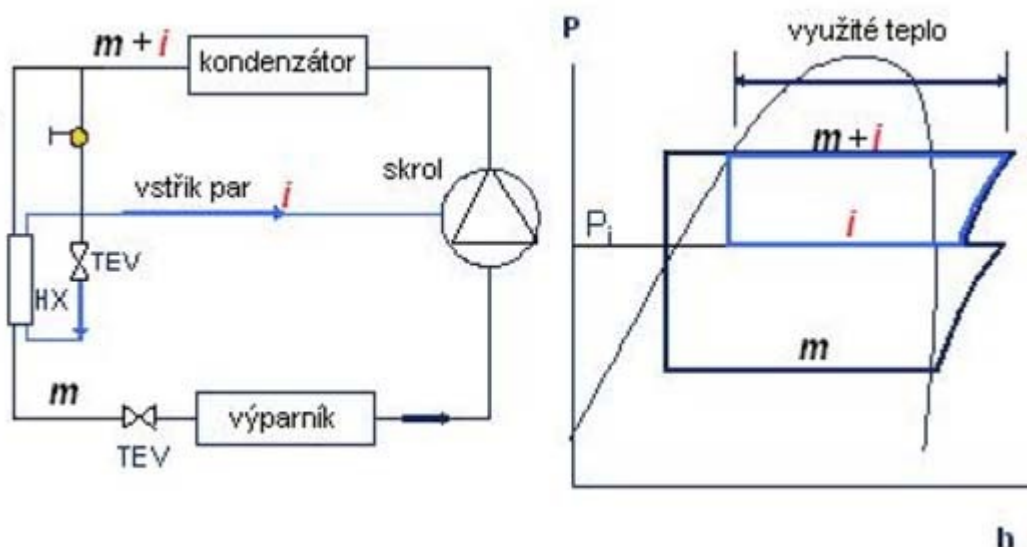 m + i
kondenzátor
skrol
vstřik par
i
TEV
HX
m
TEV
výparník
P
využité teplo
m + i
Pi
i
m
h